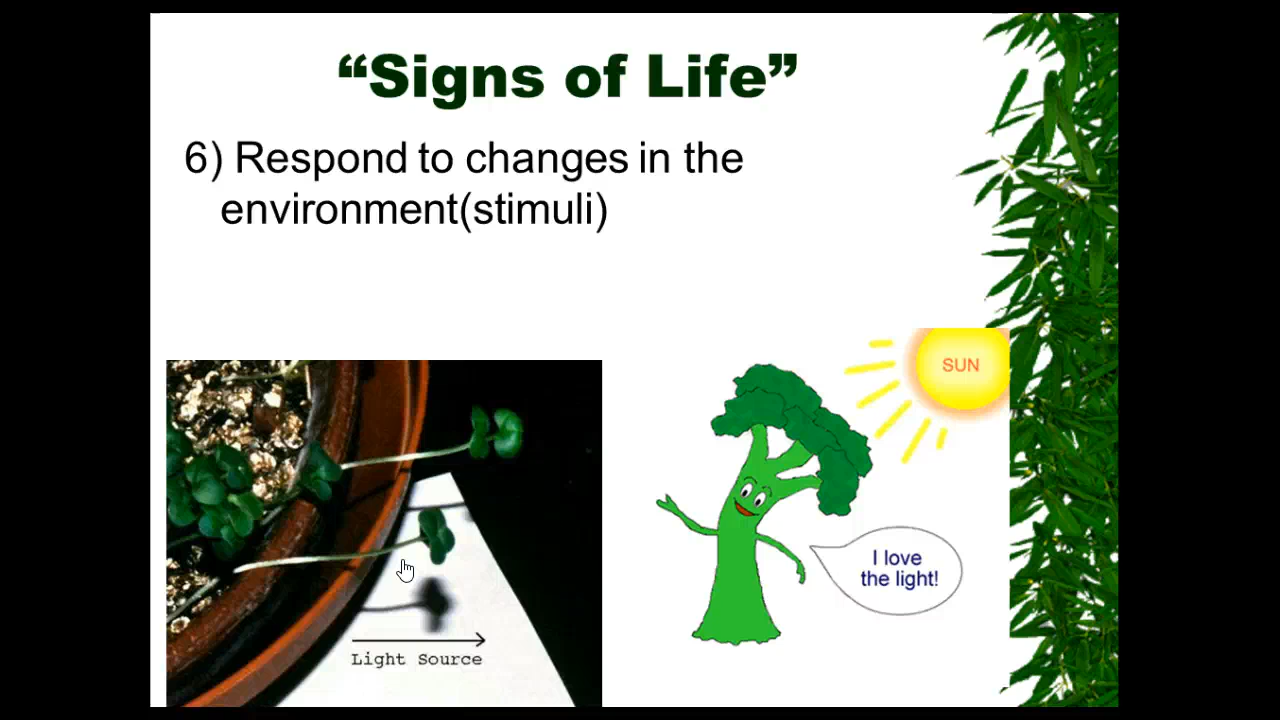 “Signs of Life”
6) Respond to changes in the
environment(stimuli)
SUN
I love
the light!
Light Source